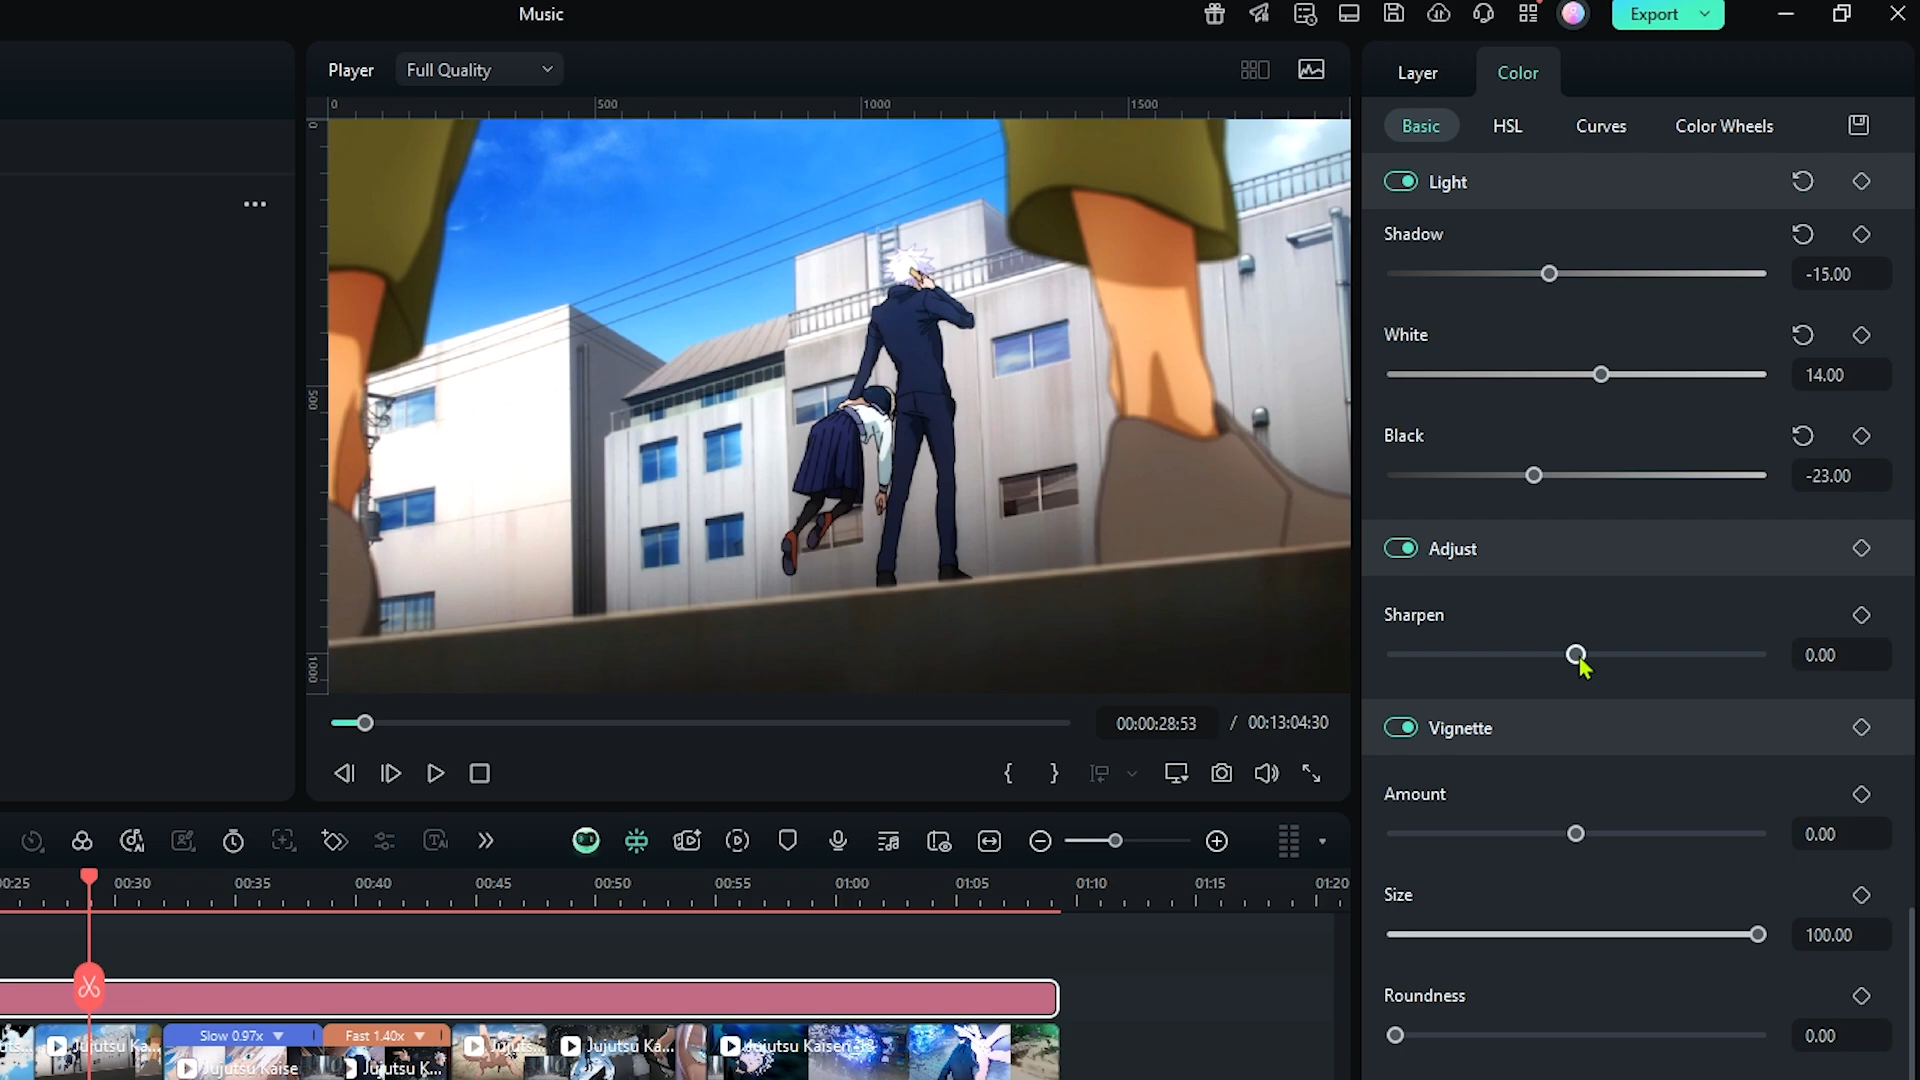 Music
Export
Player
Full Quality
0
500
1000
1500
0
500
1000
00:00:28:53 / 00:13:04:30
Layer
Color
Basic
HSL
Curves
Color Wheels
Light
Shadow
-15.00
White
14.00
Black
-23.00
Adjust
Sharpen
0.00
Vignette
Amount
0.00
Size
100.00
Roundness
0.00
00:30
00:35
00:40
00:45
00:50
00:55
01:00
01:05
01:10
01:15
01:20
Slow 0.97x
Fast 1.40x
Jujutsu Ka...
Jujutsu Kaise
Jujutsu K...
Jujuts...
Jujutsu Ka...